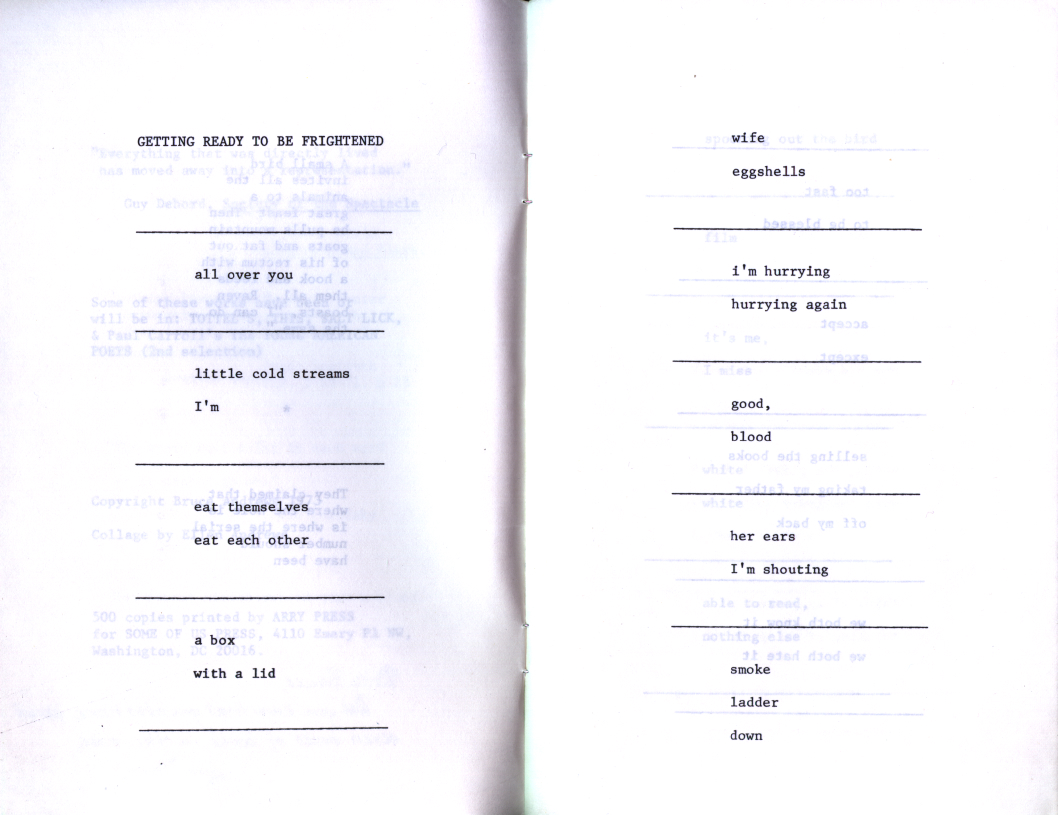 GETTING READY TO BE FRIGHTENED
all over you
little cold streams
I'm
eat themselves
eat each other
a box
with a lid
wife
eggshells
i'm hurrying
hurrying again
good,
blood
her ears
I'm shouting
smoke
ladder
down